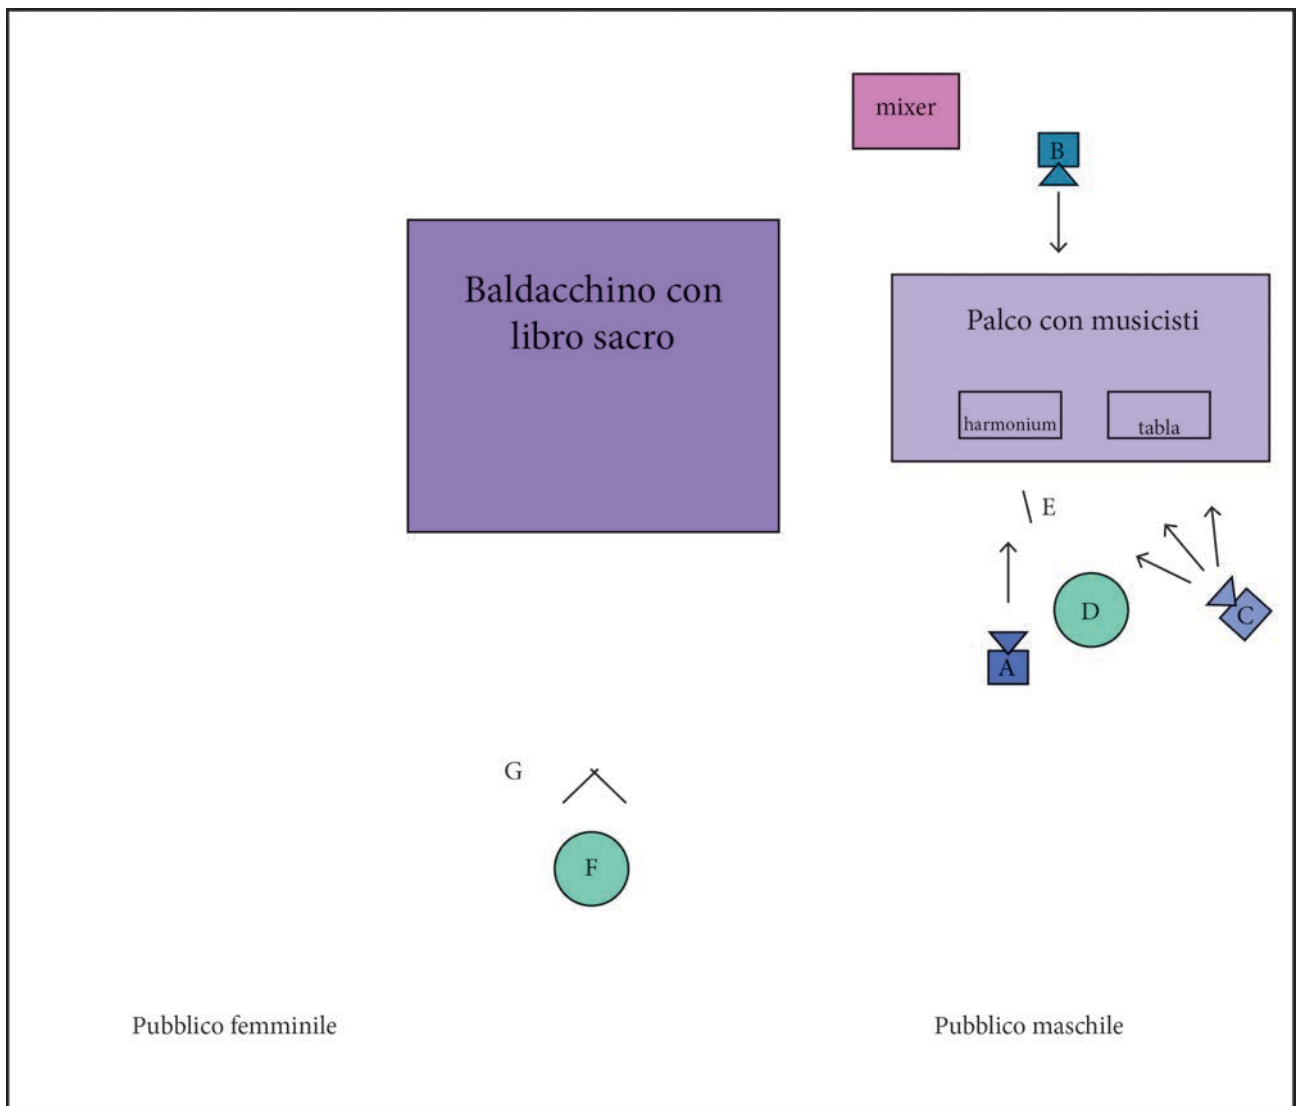 mixer
B
Baldacchino con
libro sacro
Palco con musicisti
harmonium
tabla
E
D
C
A
G
F
Pubblico femminile
Pubblico maschile